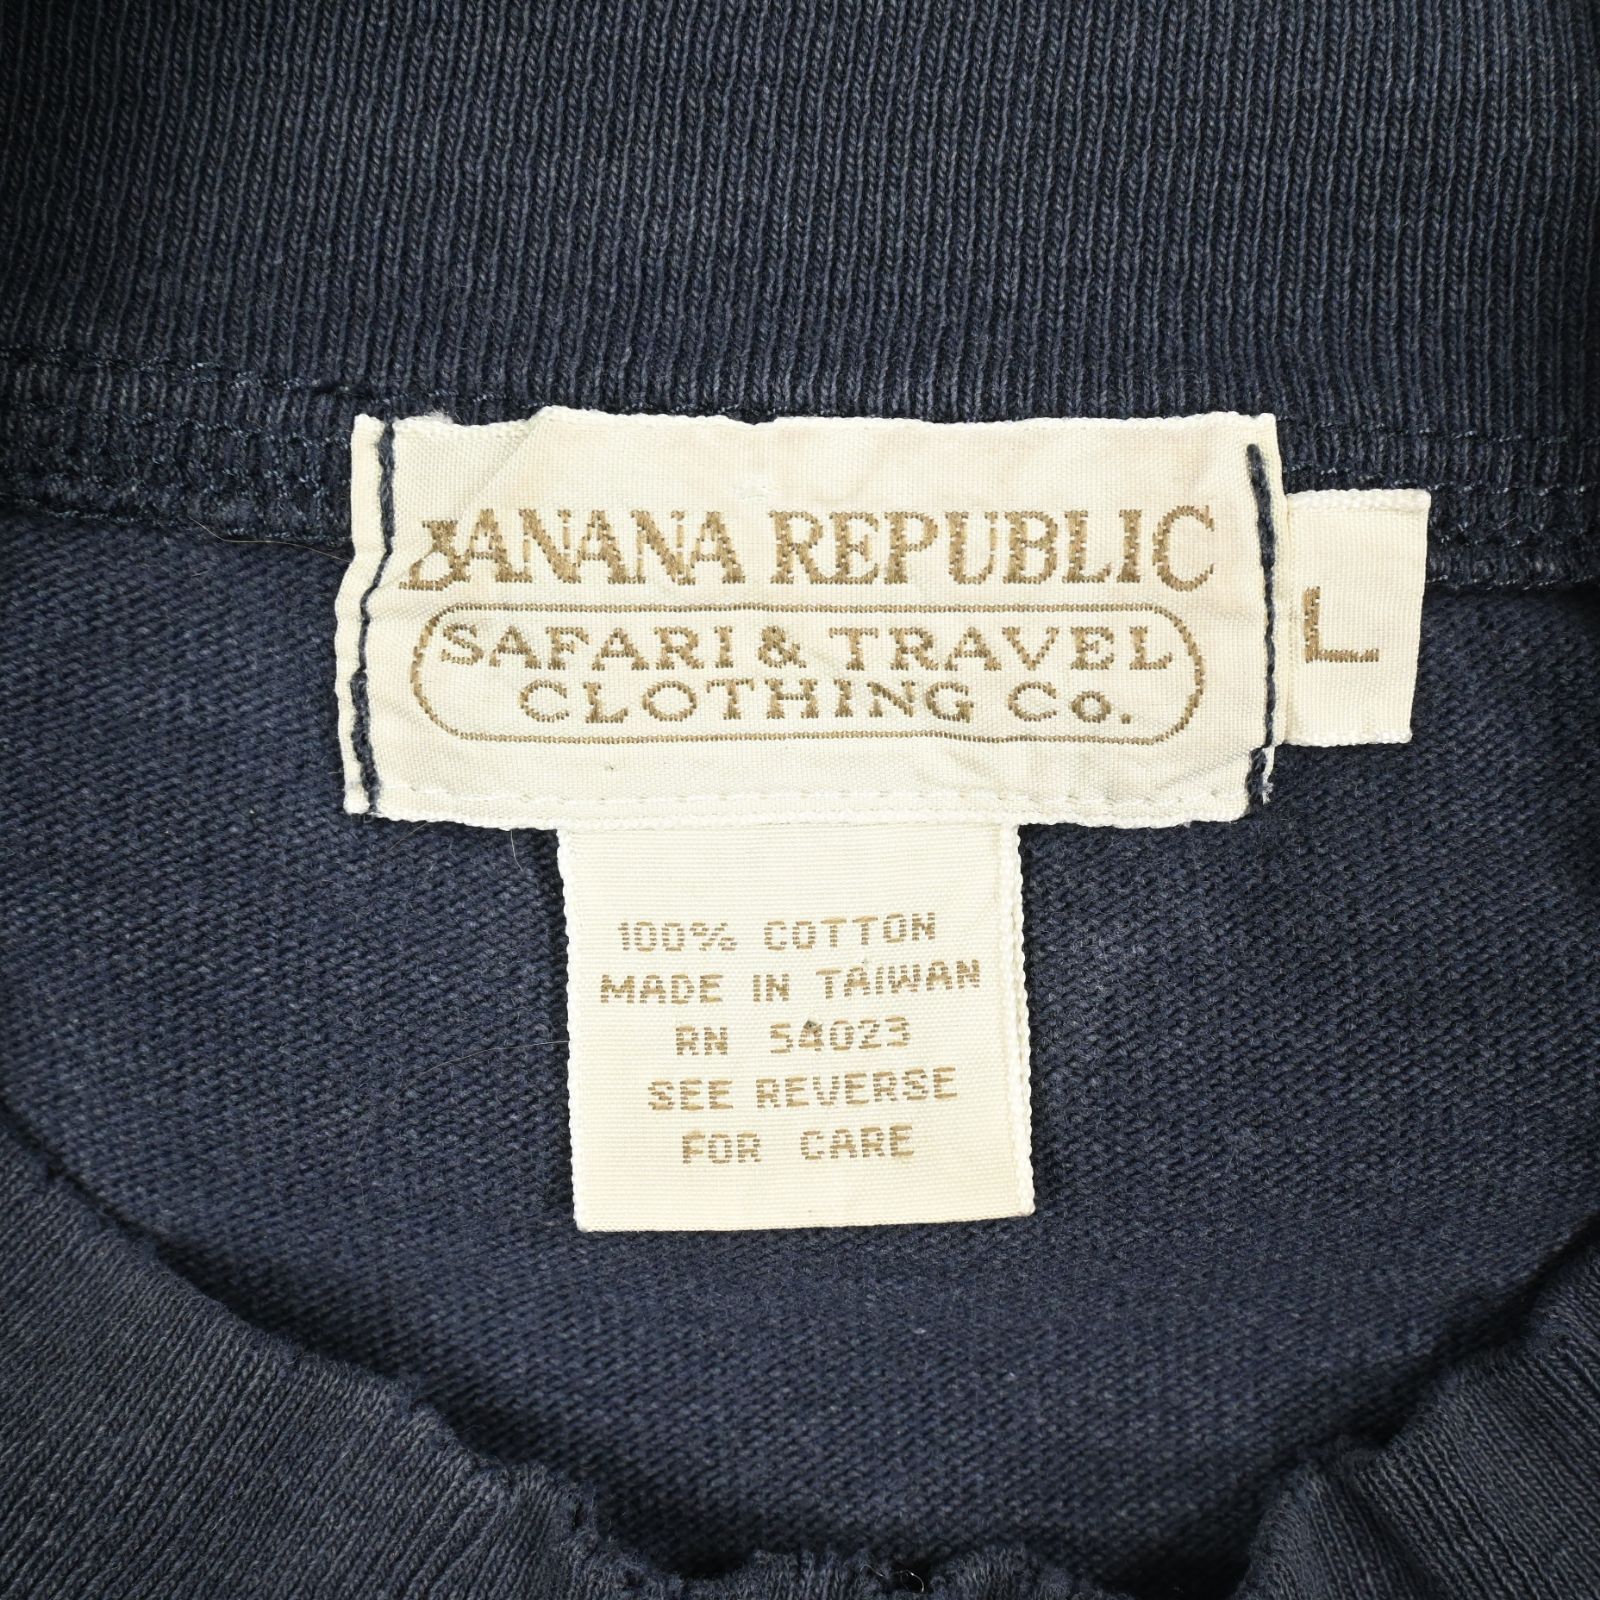 BANANA REPUBLIC
SAFARI & TRAVEL
CLOTHING Co.
L
100% COTTON
MADE IN TAIWAN
RN 54023
SEE REVERSE
FOR CARE